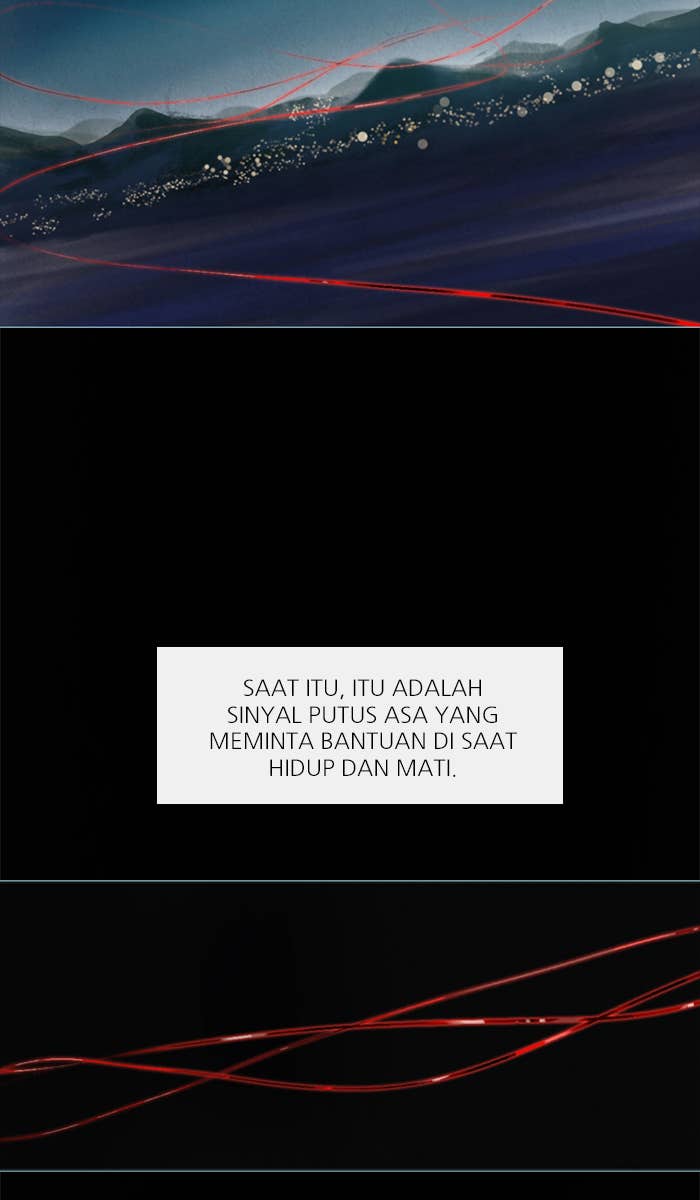 SAAT ITU, ITU ADALAH
SINYAL PUTUS ASA YANG
MEMINTA BANTUAN DI SAAT
HIDUP DAN MATI.